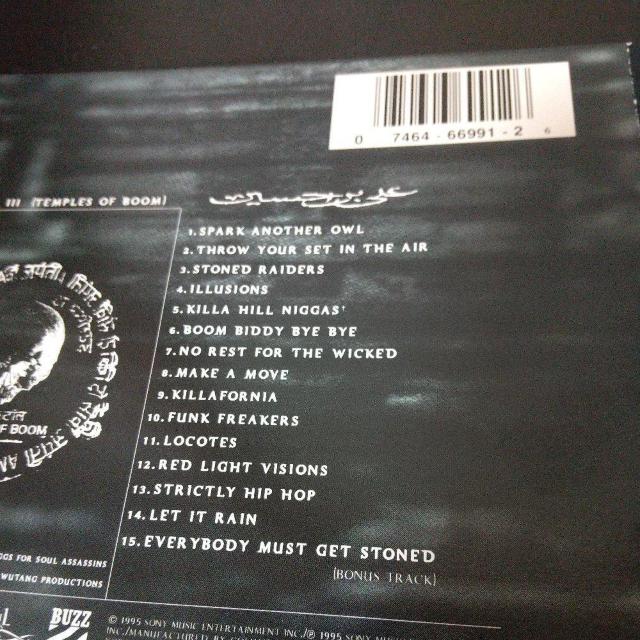 0 7464-66991-2 6
III (TEMPLES OF BOOM)
1. SPARK ANOTHER OWL
2. THROW YOUR SET IN THE AIR
3. STONED RAIDERS
4. ILLUSIONS
5. KILLA HILL NIGGAS'
6. BOOM BIDDY BYE BYE
7. NO REST FOR THE WICKED
8. MAKE A MOVE
9. KILLAFORNIA
10. FUNK FREAKERS
11. LOCOTES
12. RED LIGHT VISIONS
13. STRICTLY HIP HOP
14. LET IT RAIN
15. EVERYBODY MUST GET STONED
(BONUS TRACK)
OF BOOM
GGS FOR SOUL ASSASSINS
WUTANG PRODUCTIONS
BUZZ
© 1995 SONY MUSIC ENTERTAINMENT INC./℗ 1995 SONY MUSIC
INC./MANUFACTURED BY